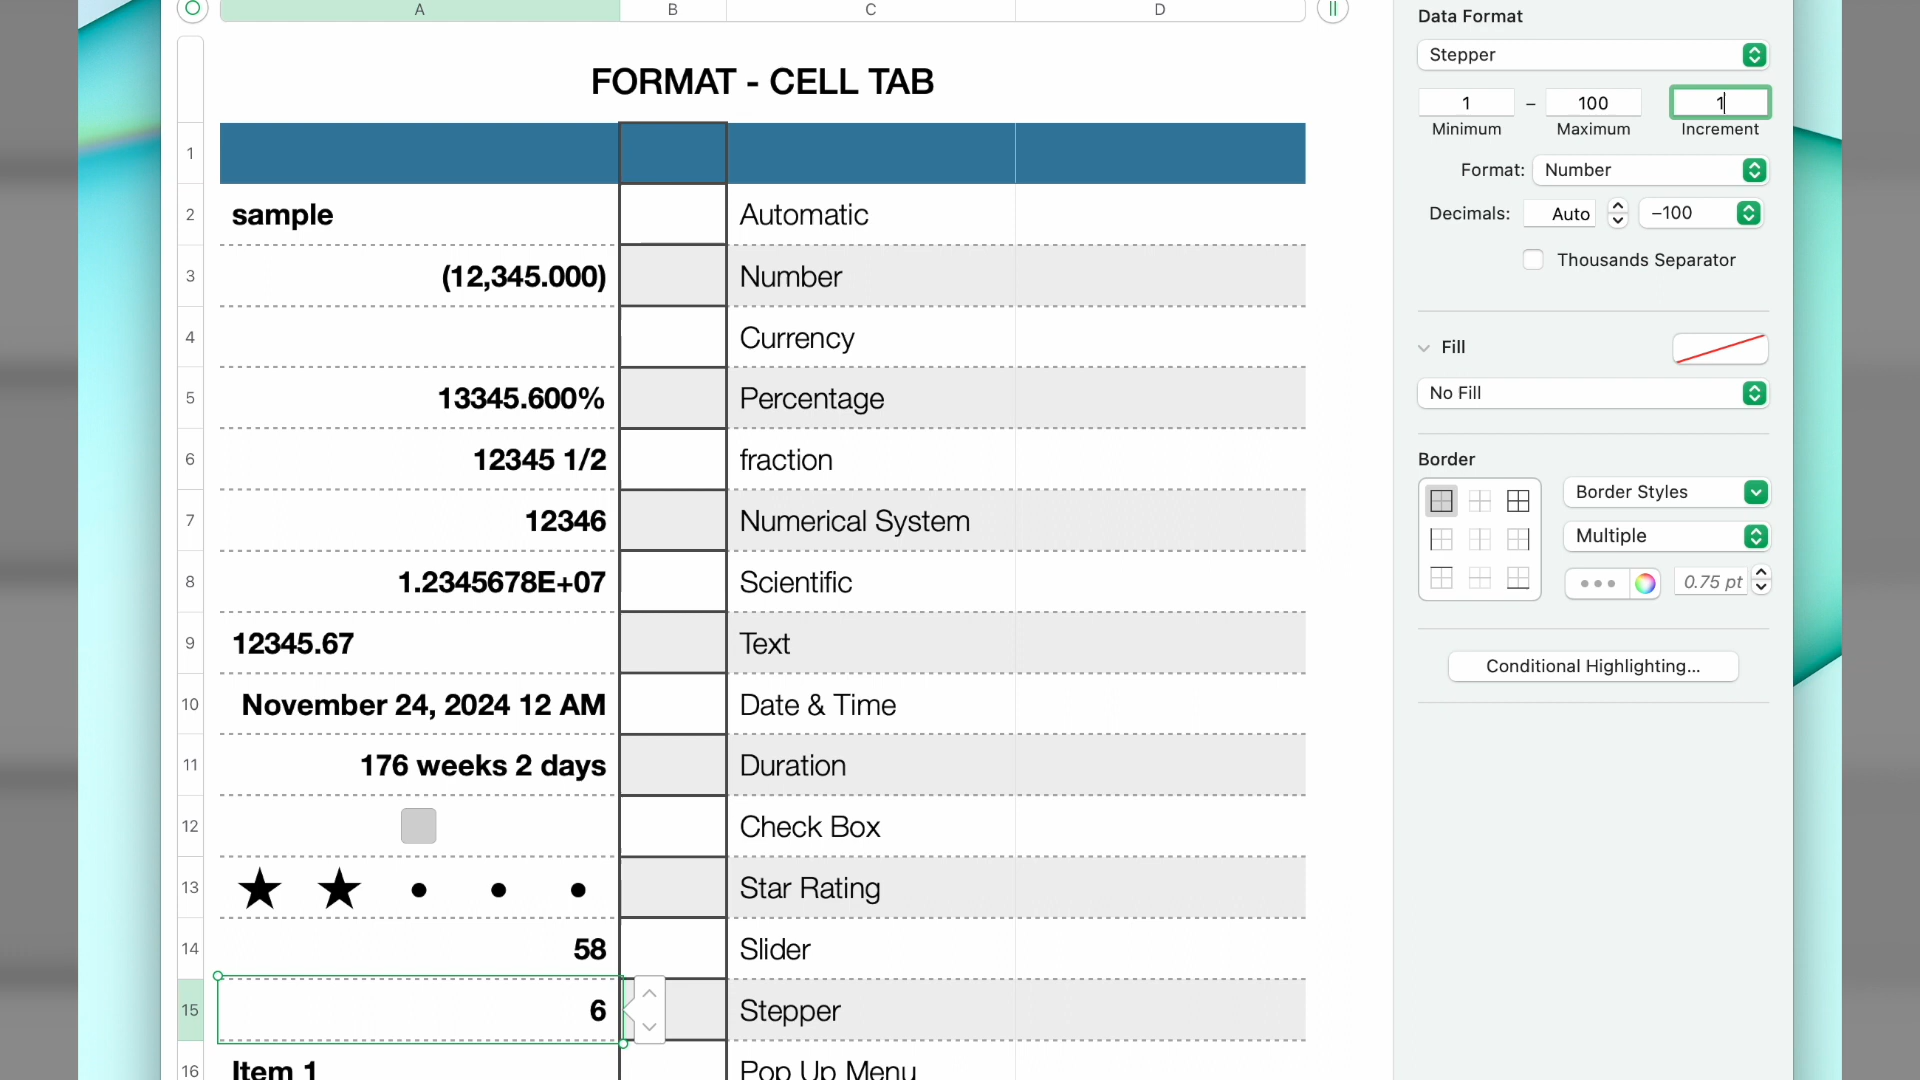 A B C D
FORMAT - CELL TAB
1
2 sample Automatic
3 (12,345.000) Number
4 Currency
5 13345.600% Percentage
6 12345 1/2 fraction
7 12346 Numerical System
8 1.2345678E+07 Scientific
9 12345.67 Text
10 November 24, 2024 12 AM Date & Time
11 176 weeks 2 days Duration
12 Check Box
13 Star Rating
14 58 Slider
15 6 Stepper
16 Item 1 Pop Up Menu
Data Format
Stepper
1 – 100 1
Minimum Maximum Increment
Format: Number
Decimals: Auto –100
Thousands Separator
Fill
No Fill
Border
Border Styles
Multiple
0.75 pt
Conditional Highlighting...